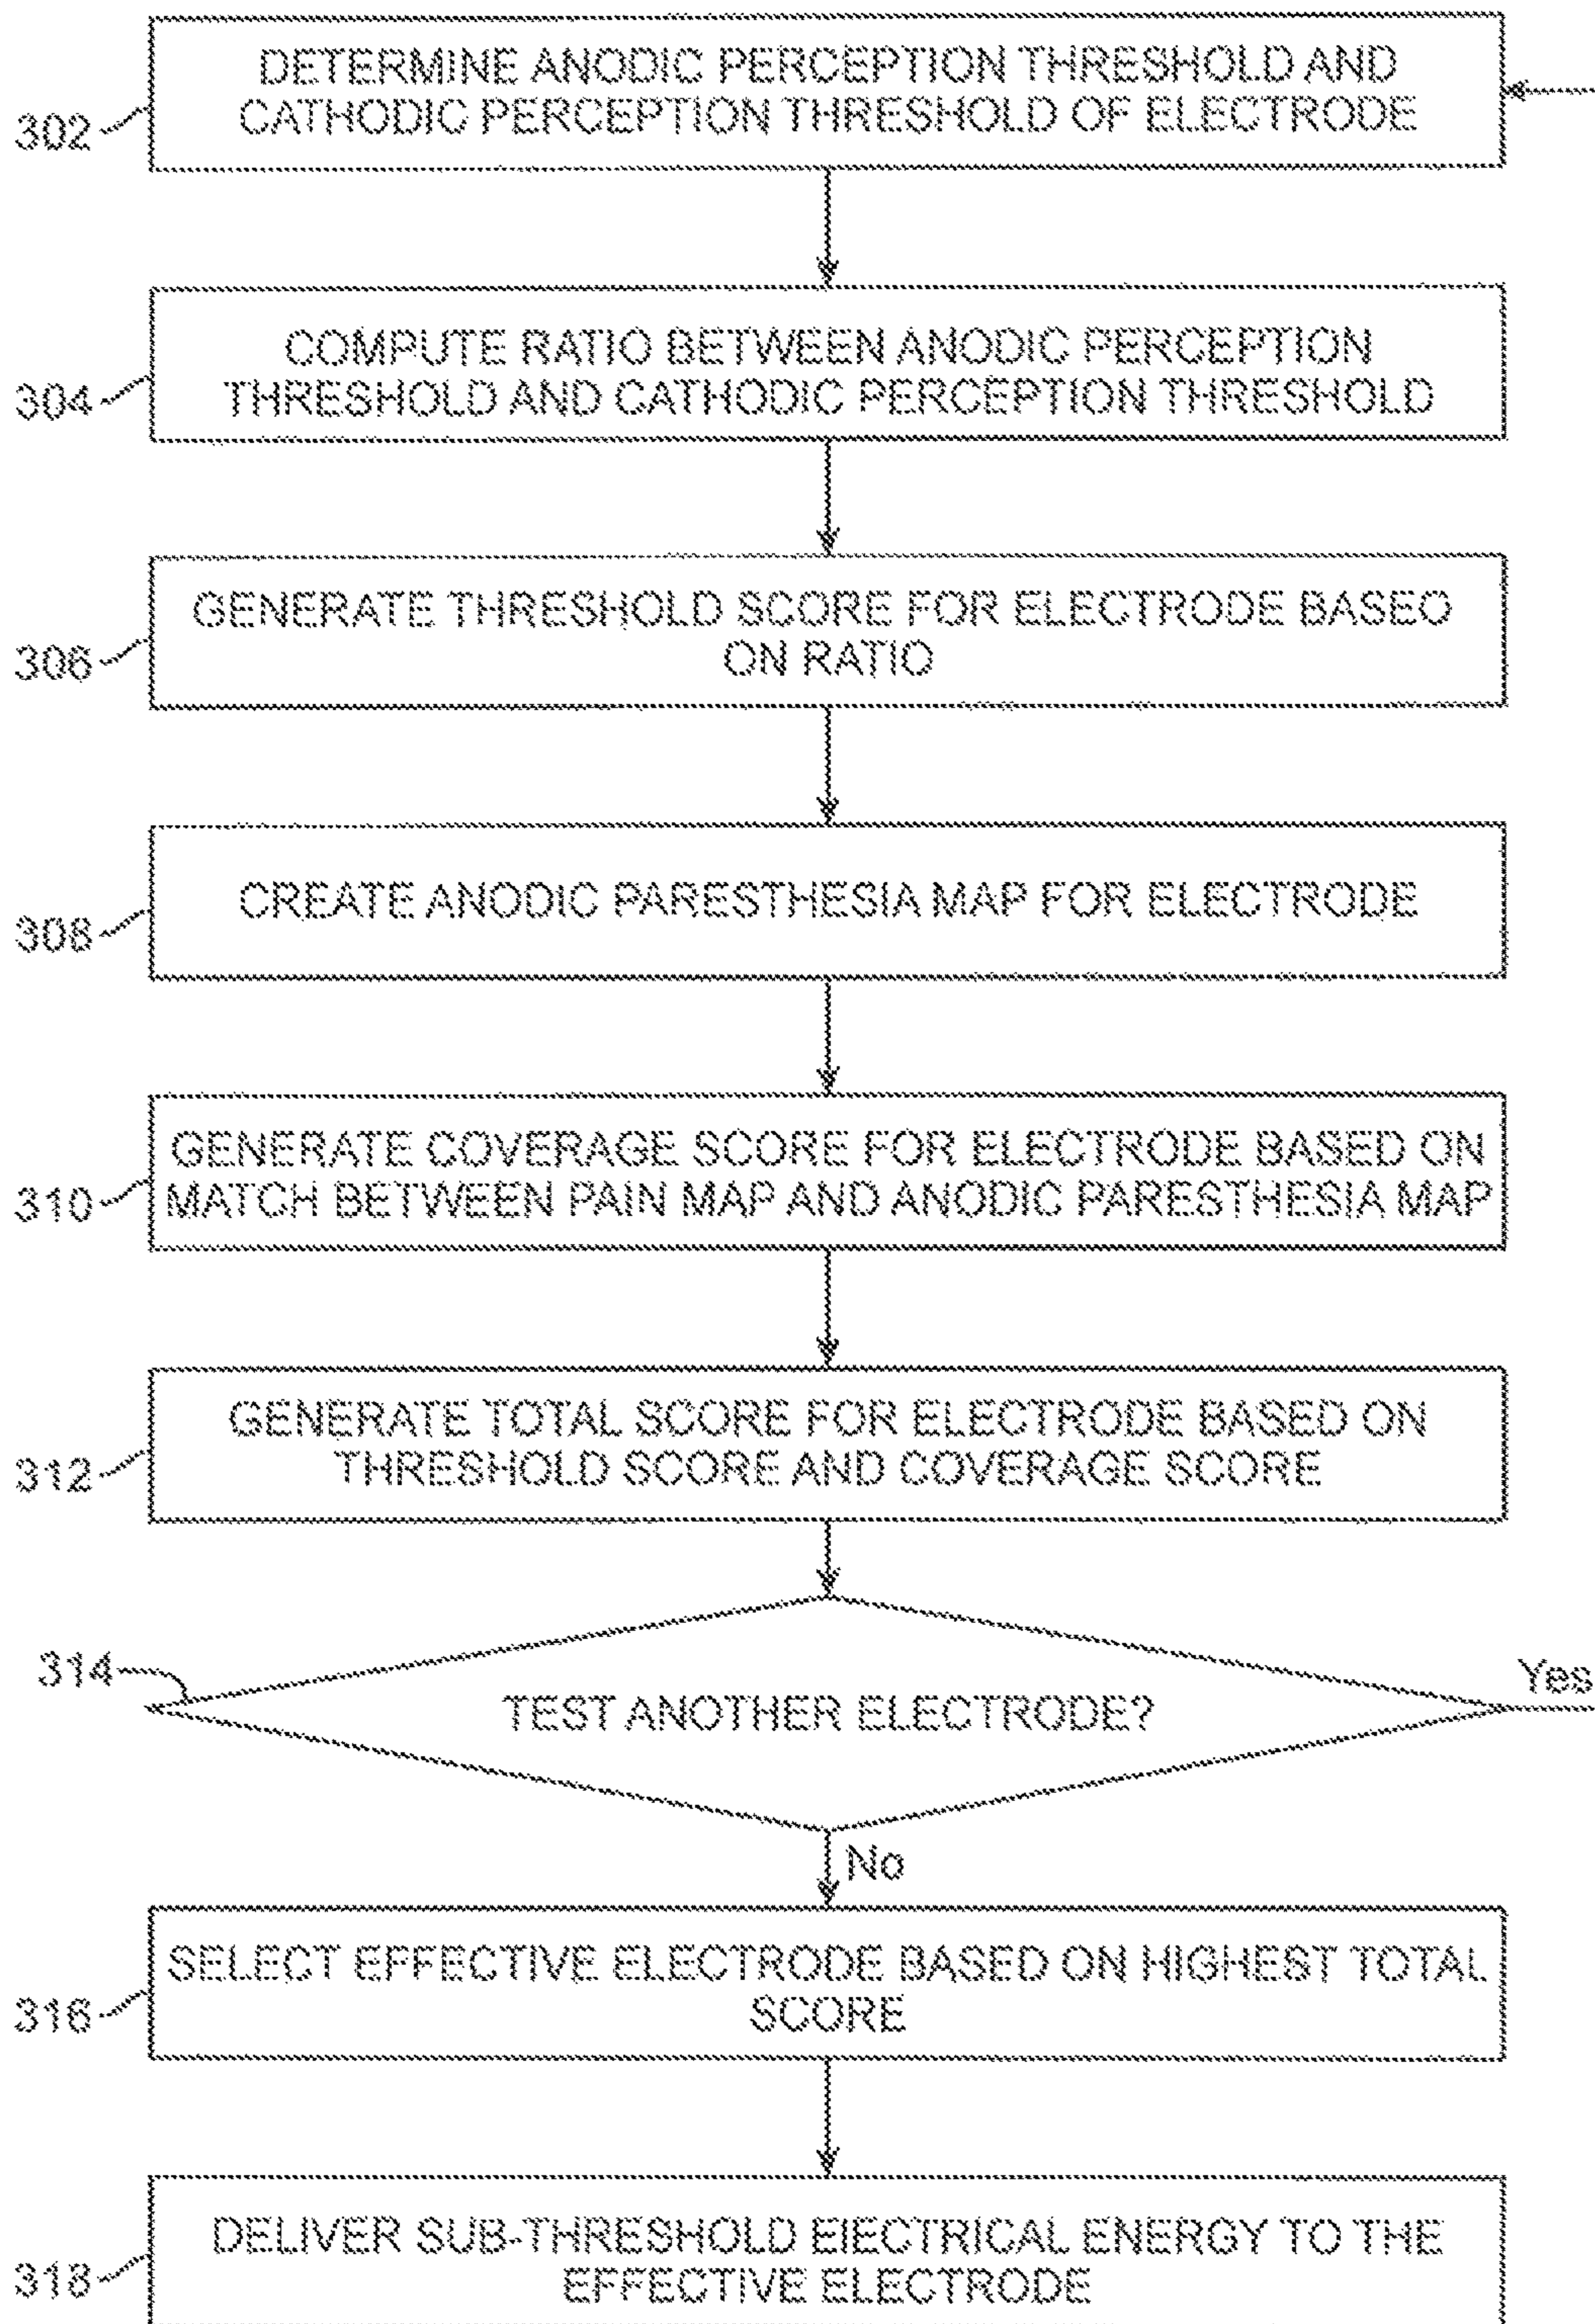 DETERMINE ANODIC PERCEPTION THRESHOLD AND
CATHODIC PERCEPTION THRESHOLD OF ELECTRODE
302
COMPUTE RATIO BETWEEN ANODIC PERCEPTION
THRESHOLD AND CATHODIC PERCEPTION THRESHOLD
304
GENERATE THRESHOLD SCORE FOR ELECTRODE BASEO
ON RATIO
306
CREATE ANODIC PARESTHESIA MAP FOR ELECTRODE
308
GENERATE COVERAGE SCORE FOR ELECTRODE BASED ON
MATCH BETWEEN PAIN MAP AND ANODIC PARESTHESIA MAP
310
GENERATE TOTAL SCORE FOR ELECTRODE BASED ON
THRESHOLD SCORE AND COVERAGE SCORE
312
314
TEST ANOTHER ELECTRODE?
Yes
No
SELECT EFFECTIVE ELECTRODE BASED ON HIGHEST TOTAL
SCORE
316
DELIVER SUB-THRESHOLD ElECTRICAL ENERGY TO THE
EFFECTIVE ELECTRODE
318